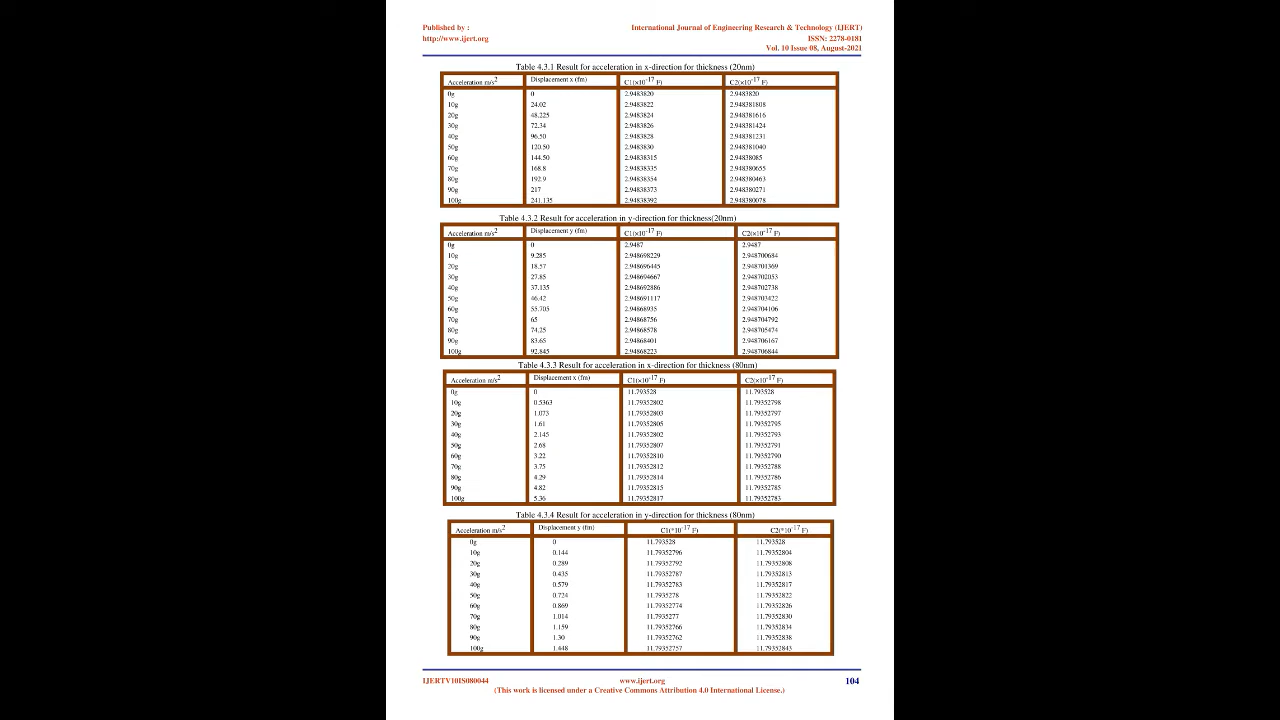 Published by : International Journal of Engineering Research & Technology (IJERT)
http://www.ijert.org ISSN: 2278-0181
Vol. 10 Issue 08, August-2021
Table 4.3.1 Result for acceleration in x-direction for thickness (20nm)
Acceleration m/s2 Displacement x (fm) C1(×10-17 F) C2(×10-17 F)
0g 0 2.9483820 2.9483820
10g 24.02 2.9483822 2.948381808
20g 48.225 2.9483824 2.948381616
30g 72.34 2.9483826 2.948381424
40g 96.50 2.9483828 2.948381231
50g 120.50 2.9483830 2.948381040
60g 144.50 2.94838315 2.94838085
70g 168.8 2.94838335 2.948380655
80g 192.9 2.94838354 2.948380463
90g 217 2.94838373 2.948380271
100g 241.135 2.94838392 2.948380078
Table 4.3.2 Result for acceleration in y-direction for thickness(20nm)
Acceleration m/s2 Displacement y (fm) C1(×10-17 F) C2(×10-17 F)
0g 0 2.9487 2.9487
10g 9.285 2.948698229 2.948700684
20g 18.57 2.948696445 2.948701369
30g 27.85 2.948694667 2.948702053
40g 37.135 2.948692886 2.948702738
50g 46.42 2.948691117 2.948703422
60g 55.705 2.94868935 2.948704106
70g 65 2.94868756 2.948704792
80g 74.25 2.94868578 2.948705474
90g 83.65 2.94868401 2.948706167
100g 92.845 2.94868223 2.948706844
Table 4.3.3 Result for acceleration in x-direction for thickness (80nm)
Acceleration m/s2 Displacement x (fm) C1(×10-17 F) C2(×10-17 F)
0g 0 11.793528 11.793528
10g 0.5363 11.79352802 11.79352798
20g 1.073 11.79352803 11.79352797
30g 1.61 11.79352805 11.79352795
40g 2.145 11.79352802 11.79352793
50g 2.68 11.79352807 11.79352791
60g 3.22 11.79352810 11.79352790
70g 3.75 11.79352812 11.79352788
80g 4.29 11.79352814 11.79352786
90g 4.82 11.79352815 11.79352785
100g 5.36 11.79352817 11.79352783
Table 4.3.4 Result for acceleration in y-direction for thickness (80nm)
Acceleration m/s2 Displacement y (fm) C1(*10-17 F) C2(*10-17 F)
0g 0 11.793528 11.793528
10g 0.144 11.79352796 11.79352804
20g 0.289 11.79352792 11.79352808
30g 0.435 11.79352787 11.79352813
40g 0.579 11.79352783 11.79352817
50g 0.724 11.7935278 11.79352822
60g 0.869 11.79352774 11.79352826
70g 1.014 11.7935277 11.79352830
80g 1.159 11.79352766 11.79352834
90g 1.30 11.79352762 11.79352838
100g 1.448 11.79352757 11.79352843
IJERTV10IS080044 www.ijert.org 104
(This work is licensed under a Creative Commons Attribution 4.0 International License.)